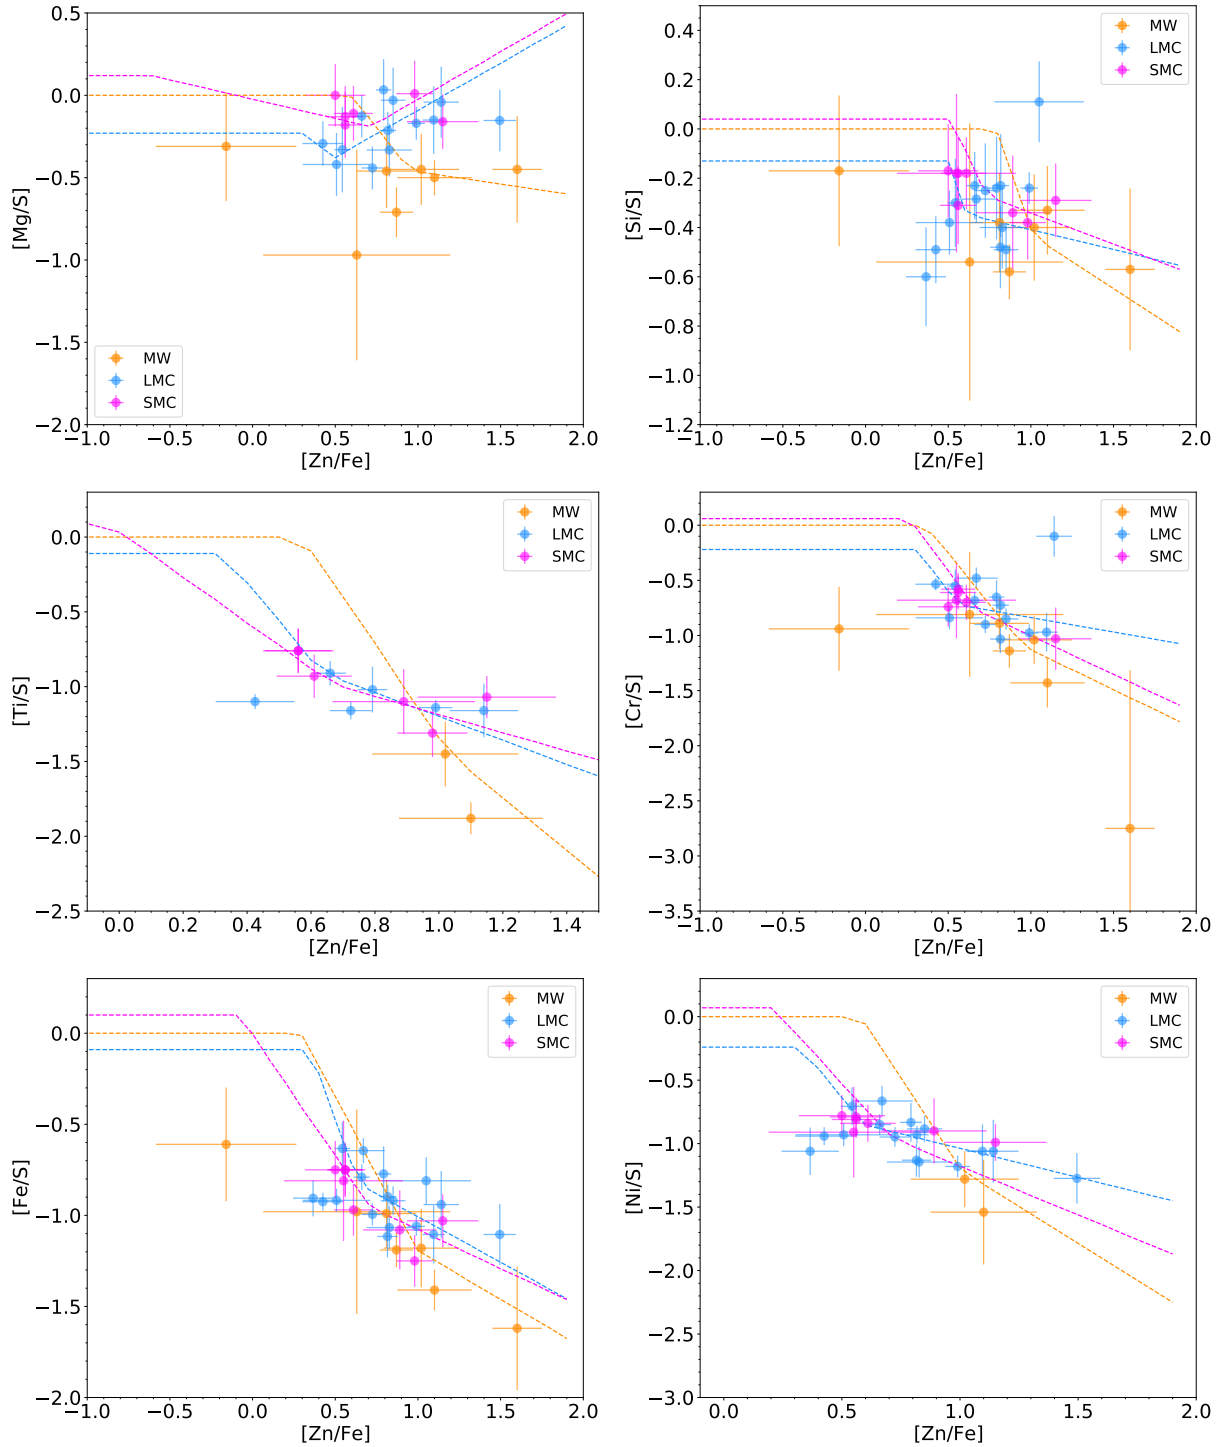 0.5
0.0
−0.5
−1.0
−1.5
−2.0
[Mg/S]
MW
LMC
SMC
−1.0 −0.5 0.0 0.5 1.0 1.5 2.0
[Zn/Fe]
0.4
0.2
0.0
−0.2
−0.4
−0.6
−0.8
−1.0
−1.2
[Si/S]
MW
LMC
SMC
−1.0 −0.5 0.0 0.5 1.0 1.5 2.0
[Zn/Fe]
0.0
−0.5
−1.0
−1.5
−2.0
−2.5
[Ti/S]
MW
LMC
SMC
0.0 0.2 0.4 0.6 0.8 1.0 1.2 1.4
[Zn/Fe]
0.0
−0.5
−1.0
−1.5
−2.0
−2.5
−3.0
−3.5
[Cr/S]
MW
LMC
SMC
−1.0 −0.5 0.0 0.5 1.0 1.5 2.0
[Zn/Fe]
0.0
−0.5
−1.0
−1.5
−2.0
[Fe/S]
MW
LMC
SMC
−1.0 −0.5 0.0 0.5 1.0 1.5 2.0
[Zn/Fe]
0.0
−0.5
−1.0
−1.5
−2.0
−2.5
−3.0
[Ni/S]
MW
LMC
SMC
0.0 0.5 1.0 1.5 2.0
[Zn/Fe]